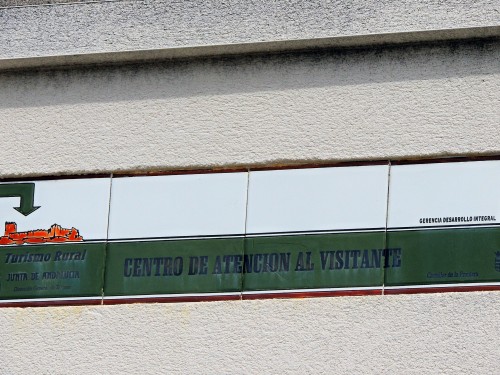 Turismo Rural
JUNTA DE ANDALUCIA
CENTRO DE ATENCION AL VISITANTE
GERENCIA DESARROLLO INTEGRAL